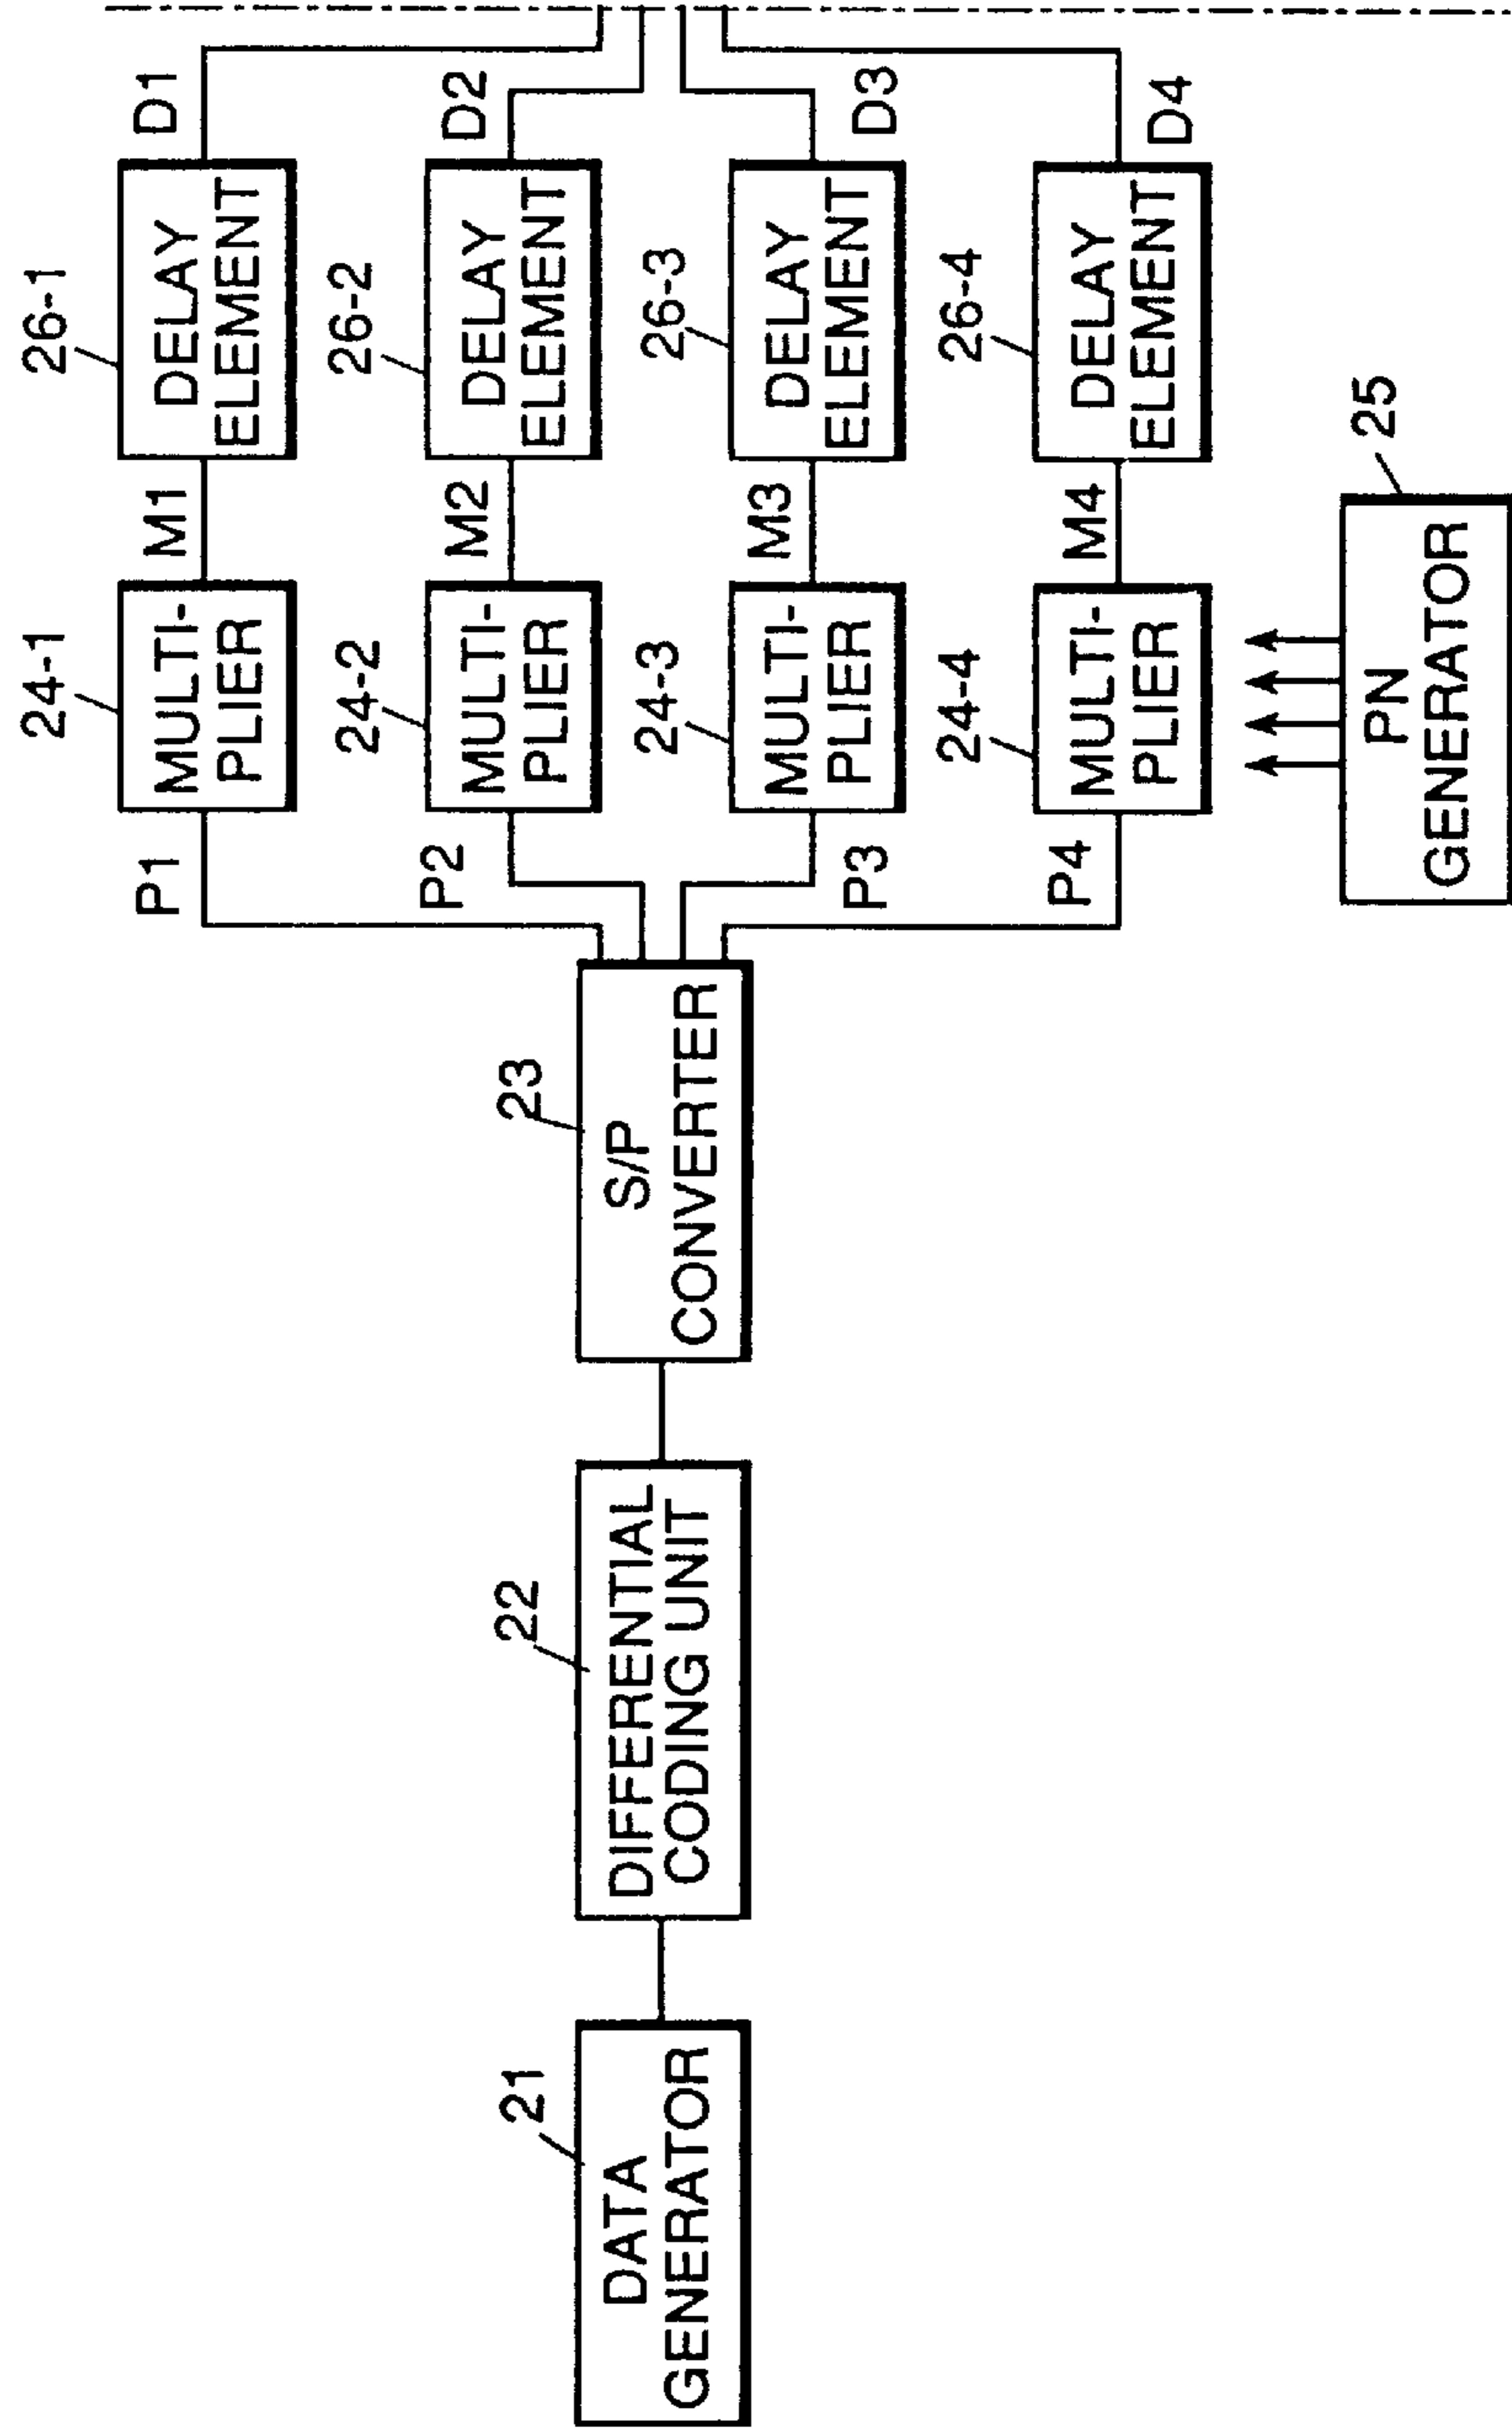 21
DATA
GENERATOR
22
DIFFERENTIAL
CODING UNIT
23
S/P
CONVERTER
P1
24-1
MULTI-
PLIER
M1
26-1
DELAY
ELEMENT
D1
P2
24-2
MULTI-
PLIER
M2
26-2
DELAY
ELEMENT
D2
P3
24-3
MULTI-
PLIER
M3
26-3
DELAY
ELEMENT
D3
P4
24-4
MULTI-
PLIER
M4
26-4
DELAY
ELEMENT
D4
25
PN
GENERATOR